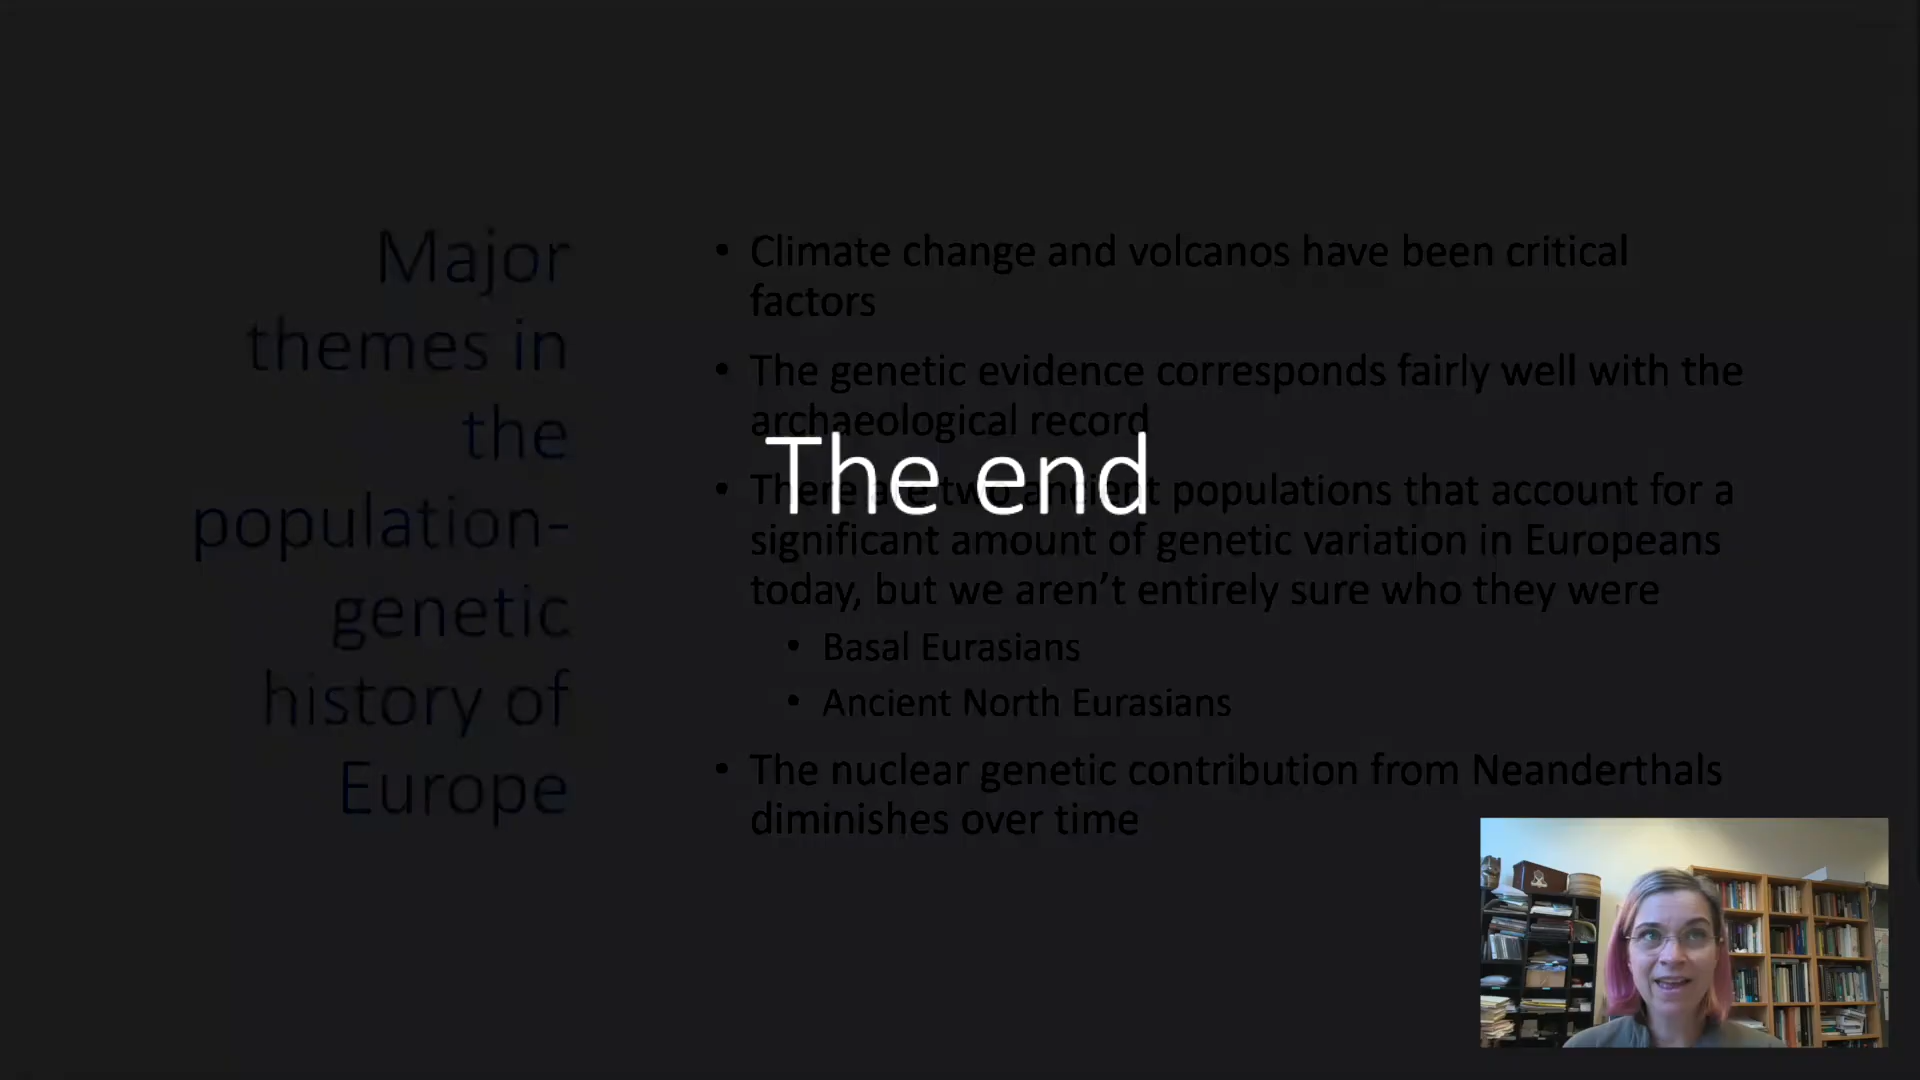 Major
themes in
the
population-
genetic
history of
Europe
• Climate change and volcanos have been critical
factors
• The genetic evidence corresponds fairly well with the
archaeological record
The end
• There are two ancient populations that account for a
significant amount of genetic variation in Europeans
today, but we aren’t entirely sure who they were
• Basal Eurasians
• Ancient North Eurasians
• The nuclear genetic contribution from Neanderthals
diminishes over time